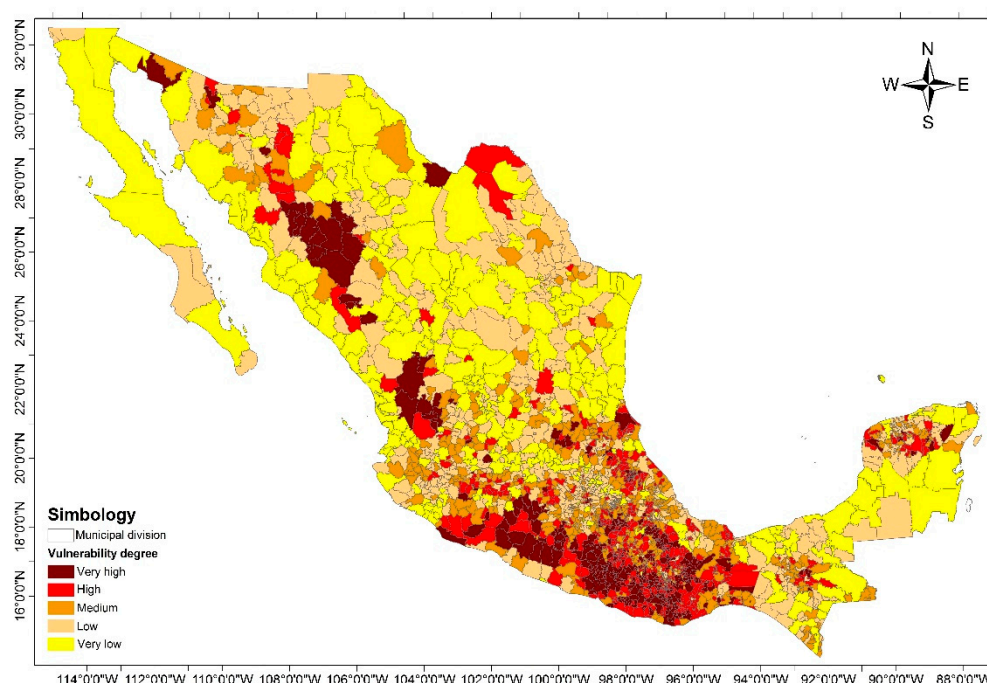 N
W E
S
32°0'0"N
30°0'0"N
28°0'0"N
26°0'0"N
24°0'0"N
22°0'0"N
20°0'0"N
18°0'0"N
16°0'0"N
Simbology
Municipal division
Vulnerability degree
Very high
High
Medium
Low
Very low
114°0'0"W 112°0'0"W 110°0'0"W 108°0'0"W 106°0'0"W 104°0'0"W 102°0'0"W 100°0'0"W 98°0'0"W 96°0'0"W 94°0'0"W 92°0'0"W 90°0'0"W 88°0'0"W